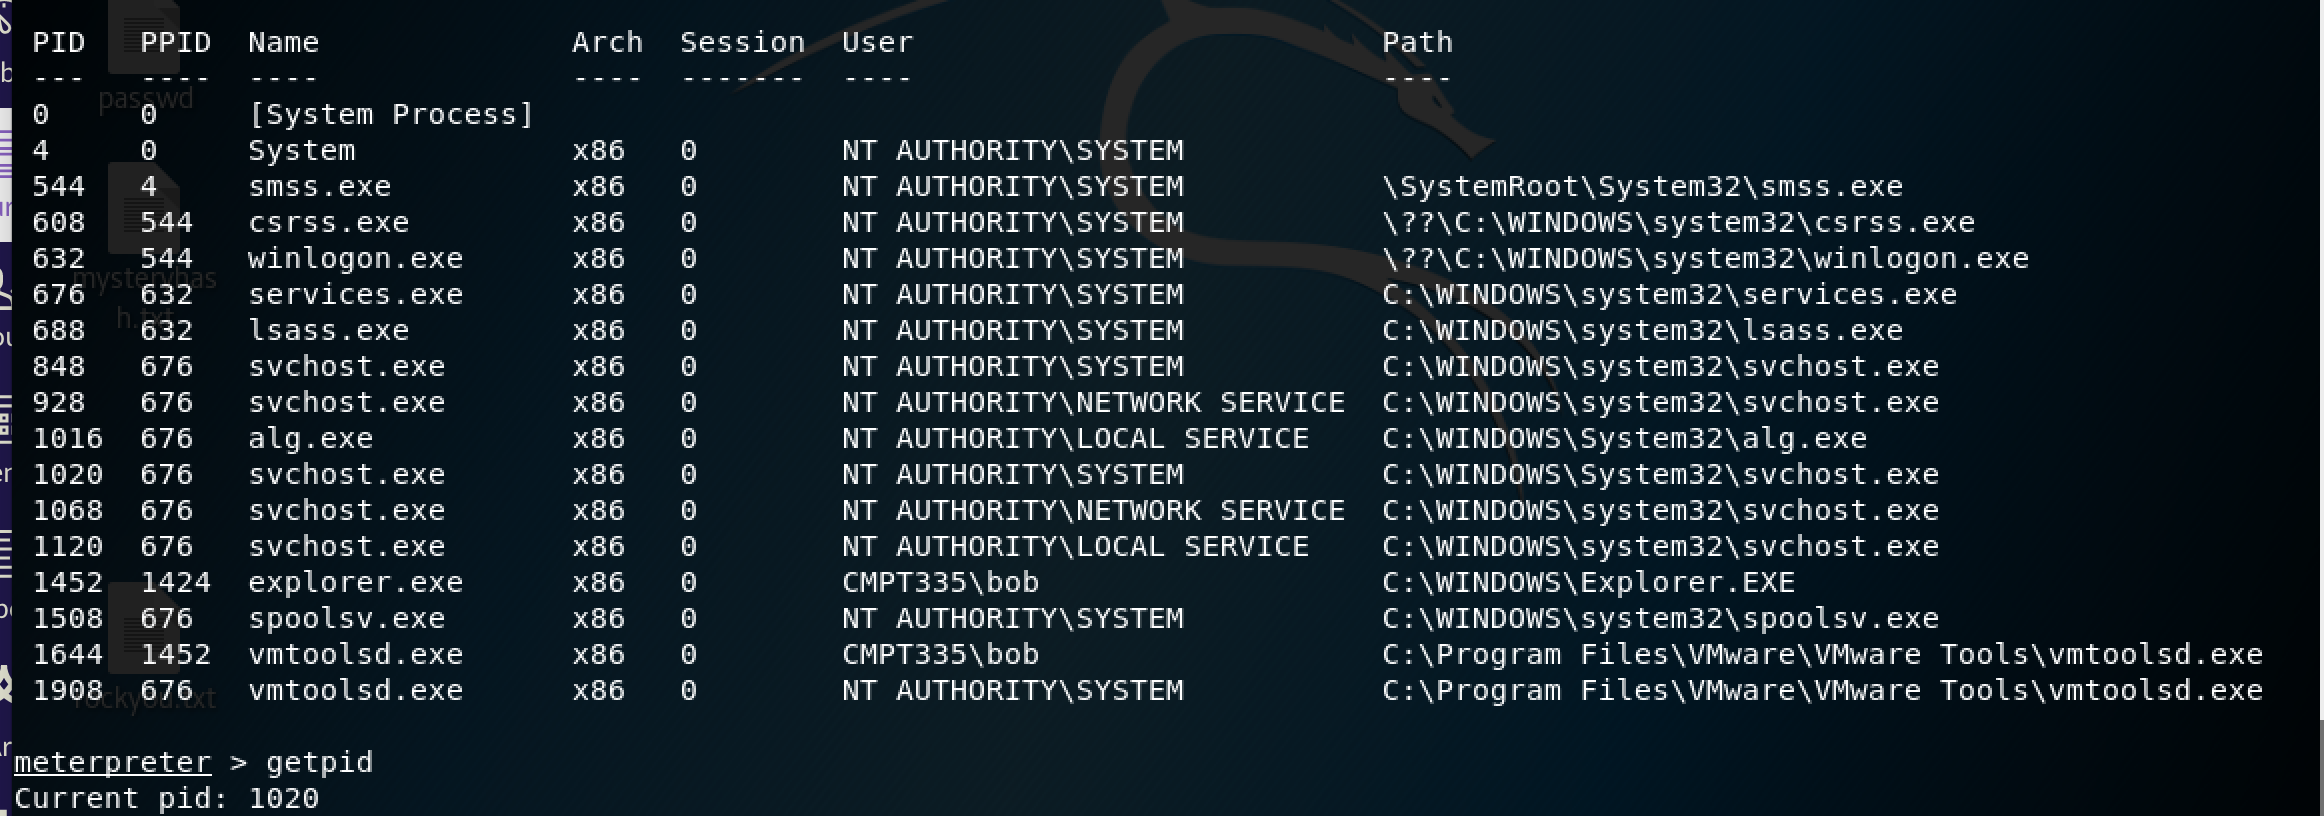 PID PPID Name Arch Session User Path
--- ---- ---- ---- ------- ---- ----
0 0 [System Process]
4 0 System x86 0 NT AUTHORITY\SYSTEM
544 4 smss.exe x86 0 NT AUTHORITY\SYSTEM \SystemRoot\System32\smss.exe
608 544 csrss.exe x86 0 NT AUTHORITY\SYSTEM \??\C:\WINDOWS\system32\csrss.exe
632 544 winlogon.exe x86 0 NT AUTHORITY\SYSTEM \??\C:\WINDOWS\system32\winlogon.exe
676 632 services.exe x86 0 NT AUTHORITY\SYSTEM C:\WINDOWS\system32\services.exe
688 632 lsass.exe x86 0 NT AUTHORITY\SYSTEM C:\WINDOWS\system32\lsass.exe
848 676 svchost.exe x86 0 NT AUTHORITY\SYSTEM C:\WINDOWS\system32\svchost.exe
928 676 svchost.exe x86 0 NT AUTHORITY\NETWORK SERVICE C:\WINDOWS\system32\svchost.exe
1016 676 alg.exe x86 0 NT AUTHORITY\LOCAL SERVICE C:\WINDOWS\System32\alg.exe
1020 676 svchost.exe x86 0 NT AUTHORITY\SYSTEM C:\WINDOWS\System32\svchost.exe
1068 676 svchost.exe x86 0 NT AUTHORITY\NETWORK SERVICE C:\WINDOWS\system32\svchost.exe
1120 676 svchost.exe x86 0 NT AUTHORITY\LOCAL SERVICE C:\WINDOWS\system32\svchost.exe
1452 1424 explorer.exe x86 0 CMPT335\bob C:\WINDOWS\Explorer.EXE
1508 676 spoolsv.exe x86 0 NT AUTHORITY\SYSTEM C:\WINDOWS\system32\spoolsv.exe
1644 1452 vmtoolsd.exe x86 0 CMPT335\bob C:\Program Files\VMware\VMware Tools\vmtoolsd.exe
1908 676 vmtoolsd.exe x86 0 NT AUTHORITY\SYSTEM C:\Program Files\VMware\VMware Tools\vmtoolsd.exe
meterpreter > getpid
Current pid: 1020
passwd
mysteryhas
h.txt
rockyou.txt